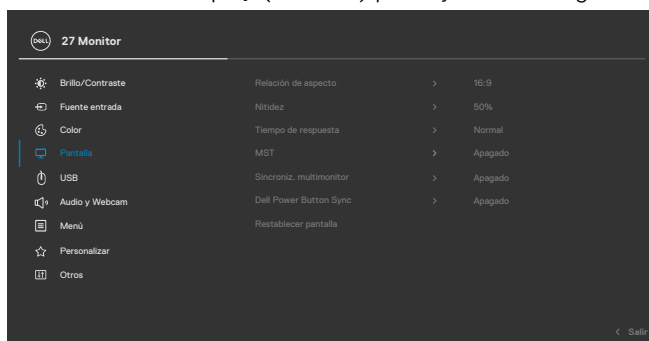 DELL 27 Monitor
Brillo/Contraste Relación de aspecto > 16:9
Fuente entrada Nitidez > 50%
Color Tiempo de respuesta > Normal
Pantalla MST > Apagado
USB Sincroniz. multimonitor > Apagado
Audio y Webcam Dell Power Button Sync > Apagado
Menú Restablecer pantalla
Personalizar
Otros
< Salir